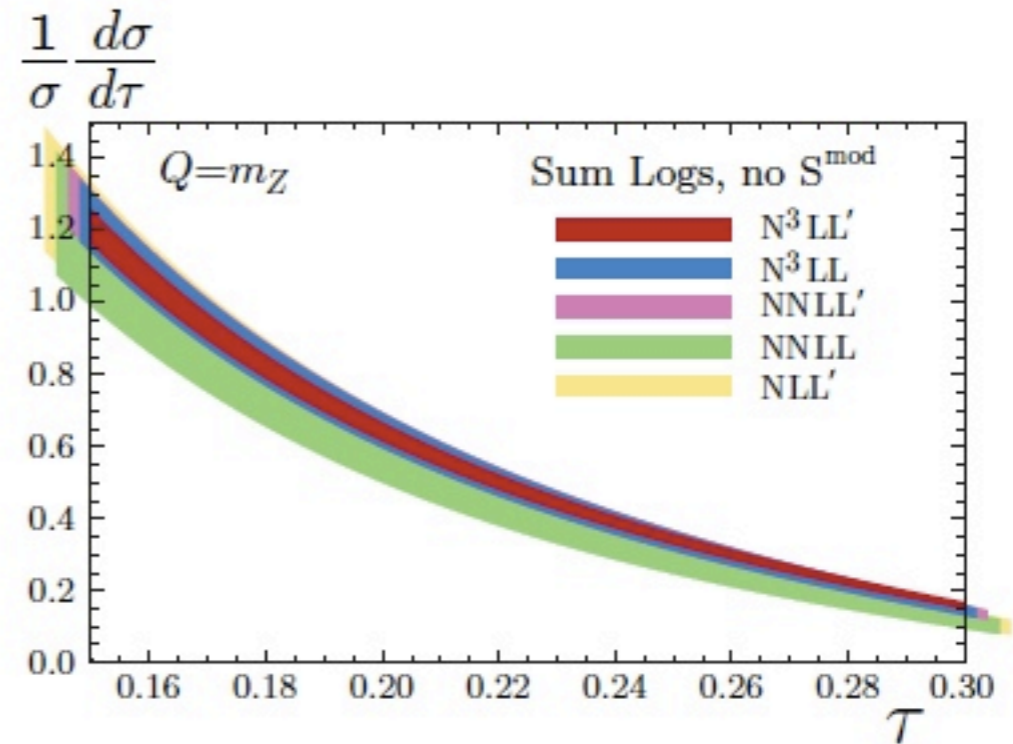 1/σ dσ/dτ
Q=m_Z
Sum Logs, no S^mod
N³LL′
N³LL
NNLL′
NNLL
NLL′
1.4
1.2
1.0
0.8
0.6
0.4
0.2
0.0
0.16 0.18 0.20 0.22 0.24 0.26 0.28 0.30
τ